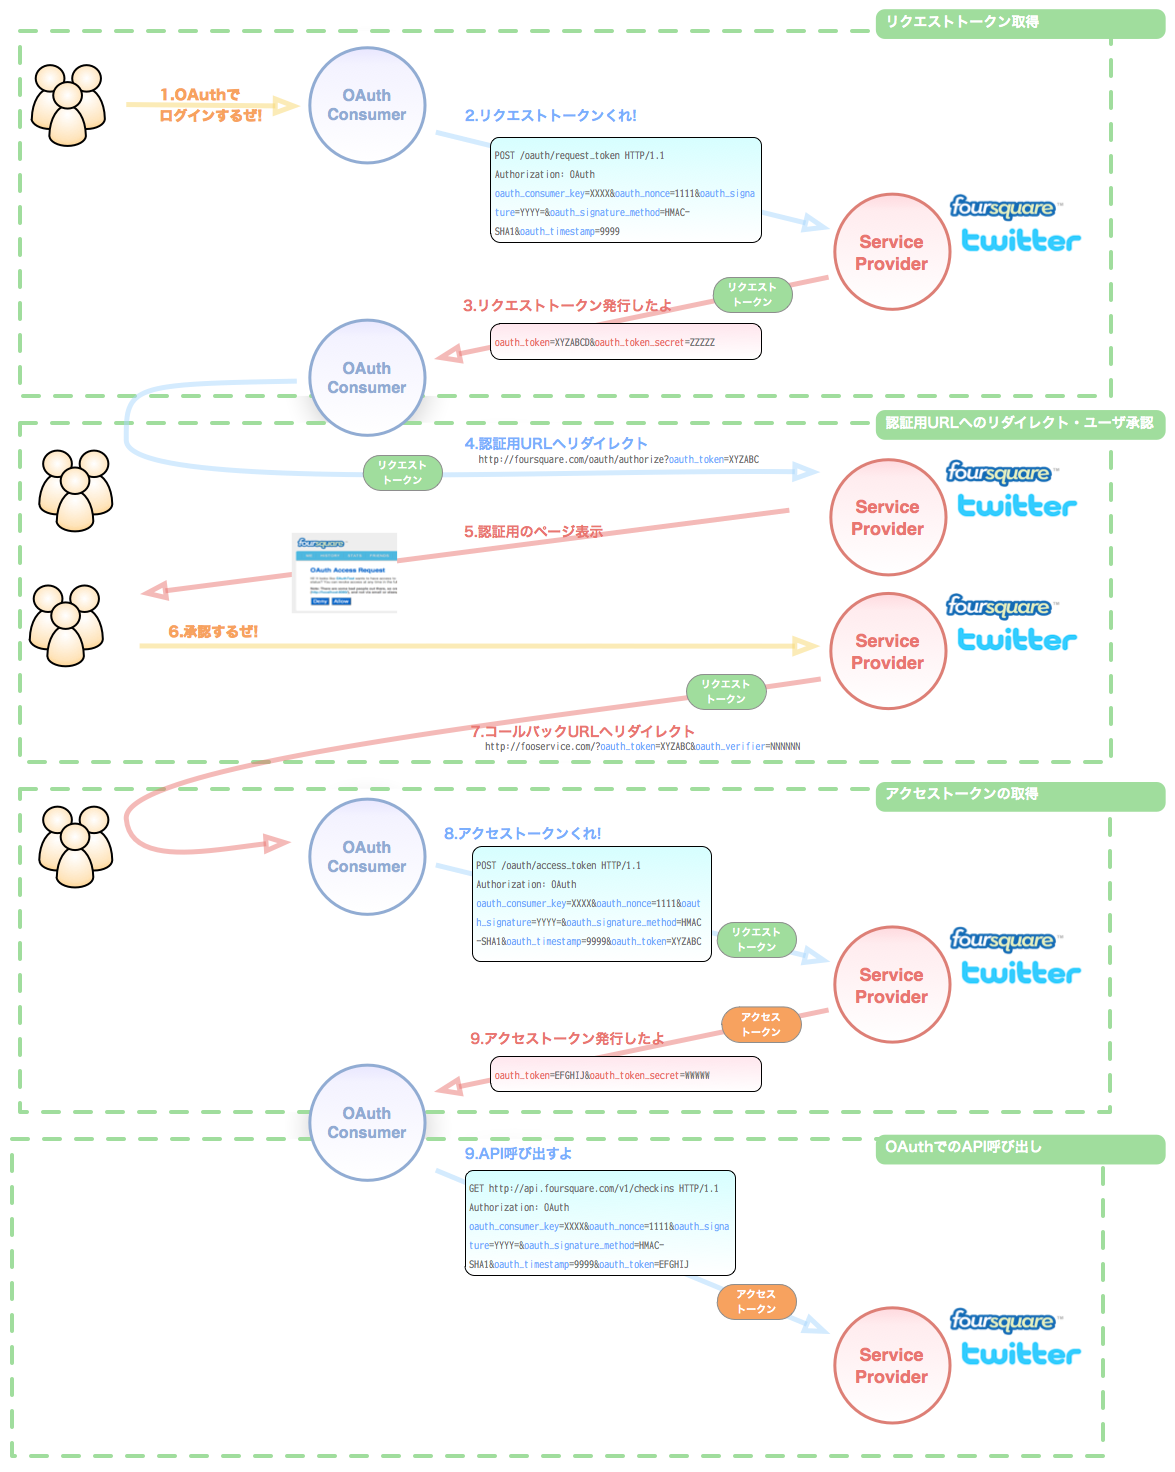 リクエストトークン取得
1.OAuthで
ログインするぜ!
OAuth
Consumer
2.リクエストトークンくれ!
POST /oauth/request_token HTTP/1.1
Authorization: OAuth
oauth_consumer_key=XXXX&oauth_nonce=1111&oauth_signa
ture=YYYY=&oauth_signature_method=HMAC-
SHA1&oauth_timestamp=9999
foursquare™
twitter
Service
Provider
リクエスト
トークン
3.リクエストトークン発行したよ
oauth_token=XYZABCD&oauth_token_secret=ZZZZZ
OAuth
Consumer
認証用URLへのリダイレクト・ユーザ承認
4.認証用URLへリダイレクト
http://foursquare.com/oauth/authorize?oauth_token=XYZABC
リクエスト
トークン
foursquare™
twitter
Service
Provider
5.認証用のページ表示
foursquare
OAuth Access Request
Deny Allow
foursquare™
twitter
6.承認するぜ!
Service
Provider
リクエスト
トークン
7.コールバックURLへリダイレクト
http://fooservice.com/?oauth_token=XYZABC&oauth_verifier=NNNNNN
アクセストークンの取得
OAuth
Consumer
8.アクセストークンくれ!
POST /oauth/access_token HTTP/1.1
Authorization: OAuth
oauth_consumer_key=XXXX&oauth_nonce=1111&oaut
h_signature=YYYY=&oauth_signature_method=HMAC
-SHA1&oauth_timestamp=9999&oauth_token=XYZABC
リクエスト
トークン
foursquare™
twitter
Service
Provider
アクセス
トークン
9.アクセストークン発行したよ
oauth_token=EFGHIJ&oauth_token_secret=WWWWW
OAuth
Consumer
OAuthでのAPI呼び出し
9.API呼び出すよ
GET http://api.foursquare.com/v1/checkins HTTP/1.1
Authorization: OAuth
oauth_consumer_key=XXXX&oauth_nonce=1111&oauth_signa
ture=YYYY=&oauth_signature_method=HMAC-
SHA1&oauth_timestamp=9999&oauth_token=EFGHIJ
アクセス
トークン
foursquare™
twitter
Service
Provider